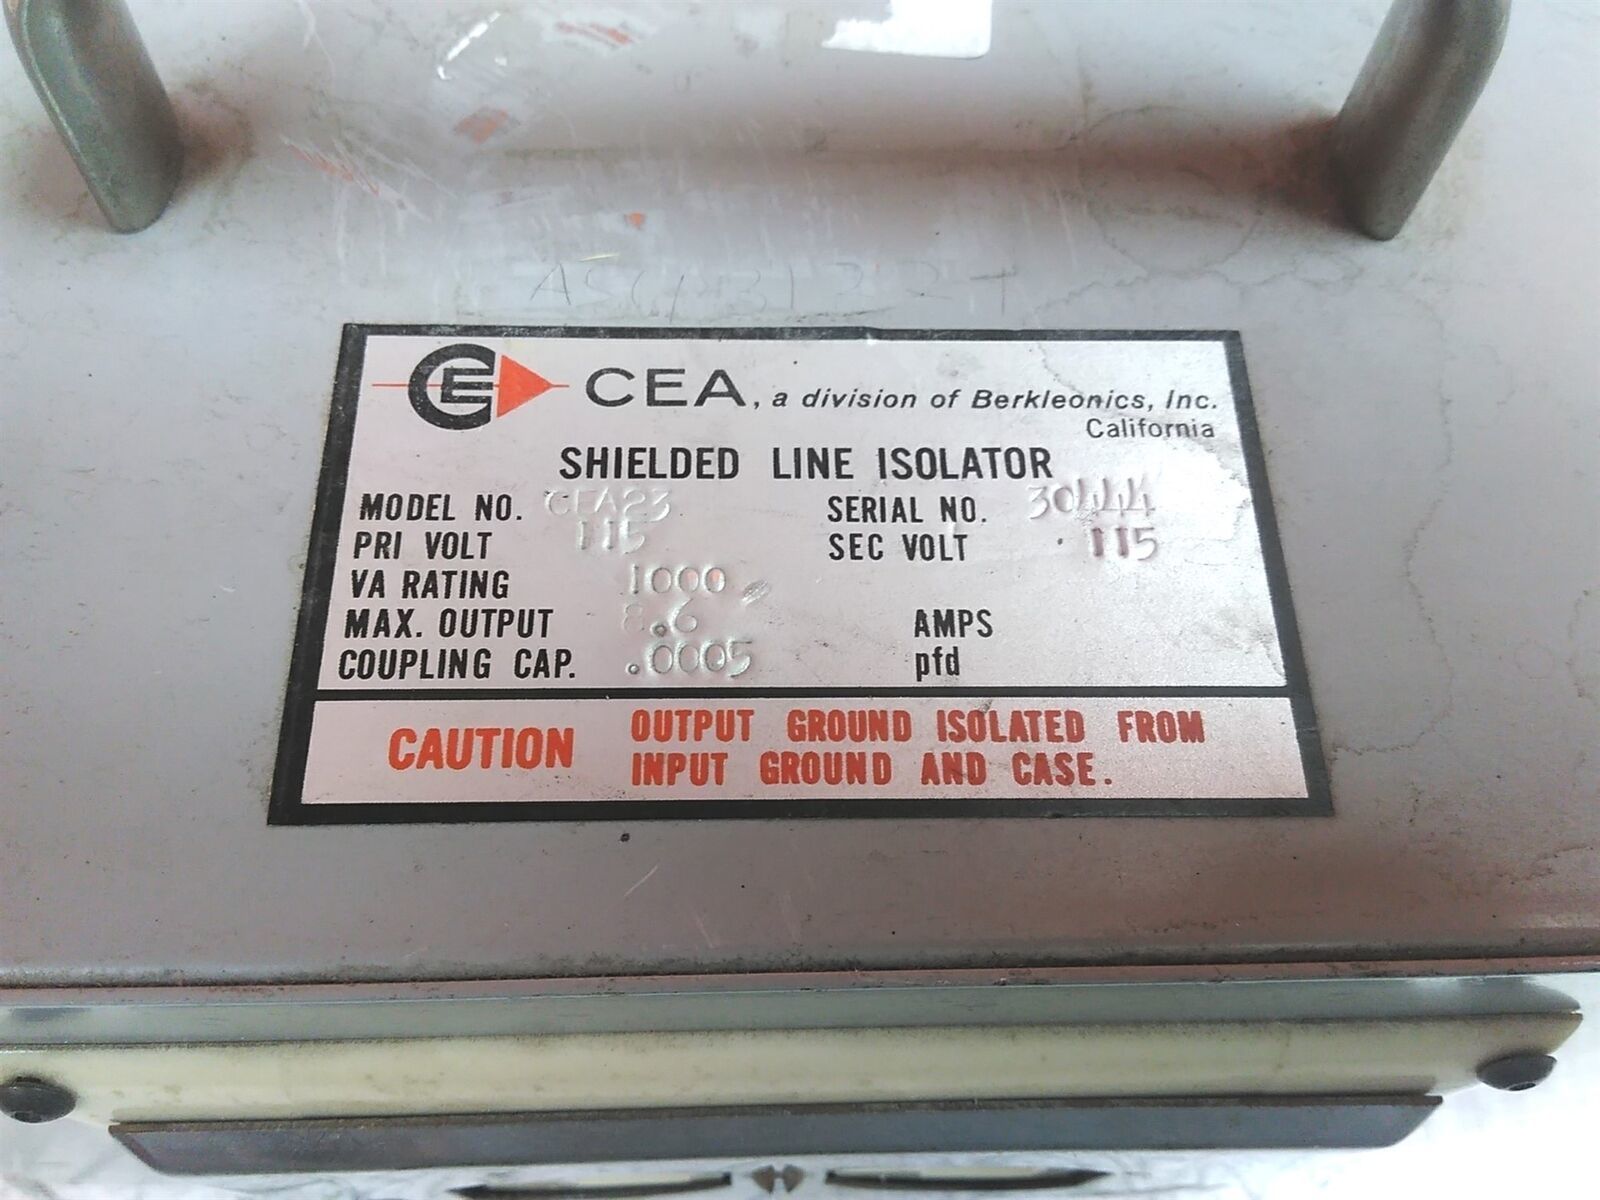 CE CEA, a division of Berkleonics, Inc.
California
SHIELDED LINE ISOLATOR
MODEL NO. CEA23 SERIAL NO. 30444
PRI VOLT 115 SEC VOLT 115
VA RATING 1000
MAX. OUTPUT 8.6 AMPS
COUPLING CAP. .0005 pfd
CAUTION OUTPUT GROUND ISOLATED FROM
INPUT GROUND AND CASE.